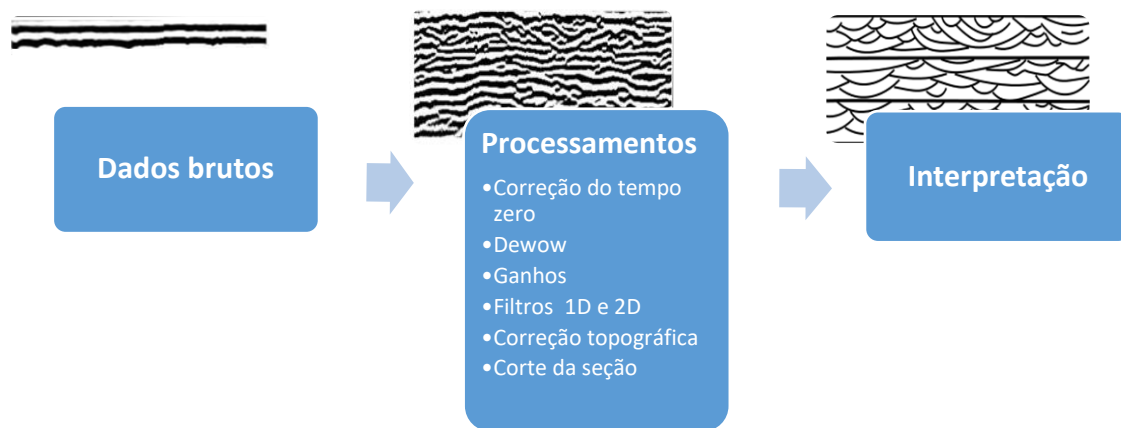 Dados brutos
Processamentos
•Correção do tempo
zero
•Dewow
•Ganhos
•Filtros 1D e 2D
•Correção topográfica
•Corte da seção
Interpretação